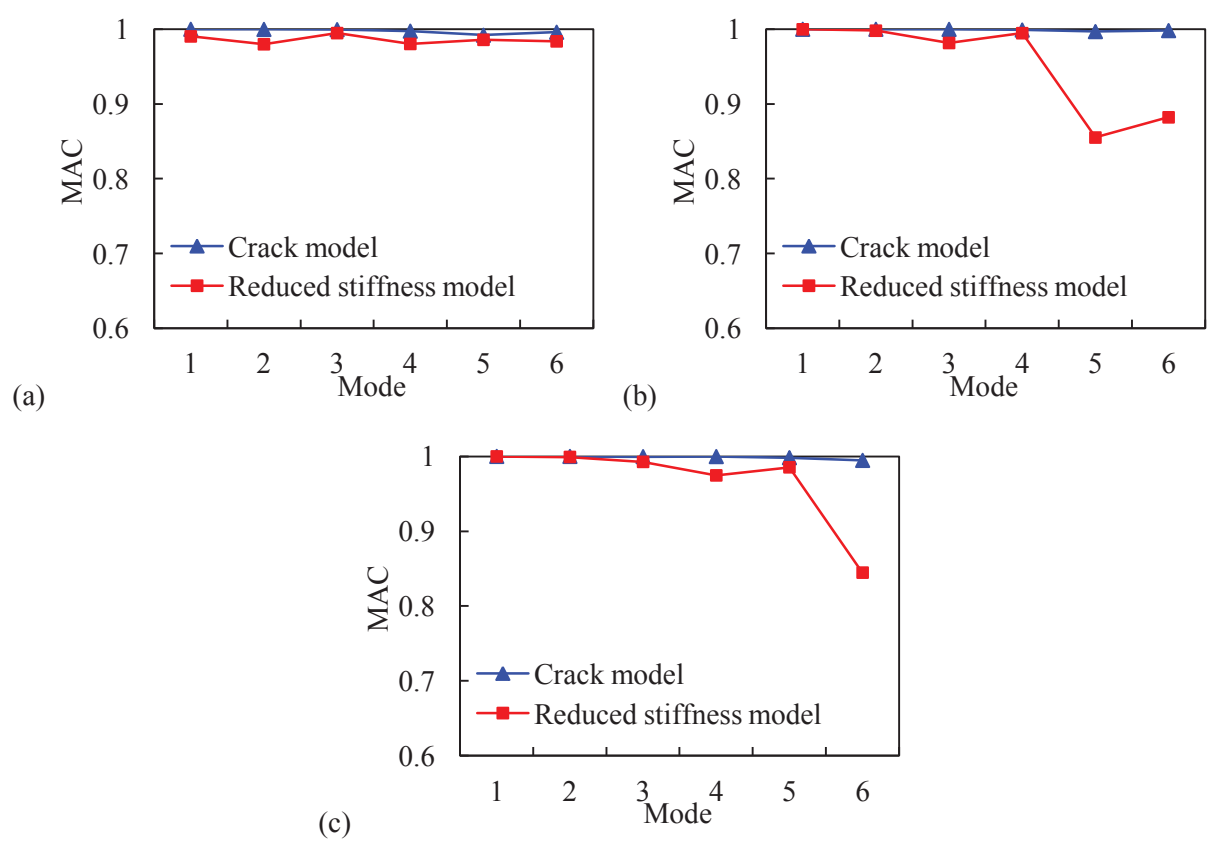 1
0.9
0.8
0.7
0.6
MAC
Crack model
Reduced stiffness model
1 2 3 4 5 6
Mode
(a)
1
0.9
0.8
0.7
0.6
MAC
Crack model
Reduced stiffness model
1 2 3 4 5 6
Mode
(b)
1
0.9
0.8
0.7
0.6
MAC
Crack model
Reduced stiffness model
1 2 3 4 5 6
Mode
(c)